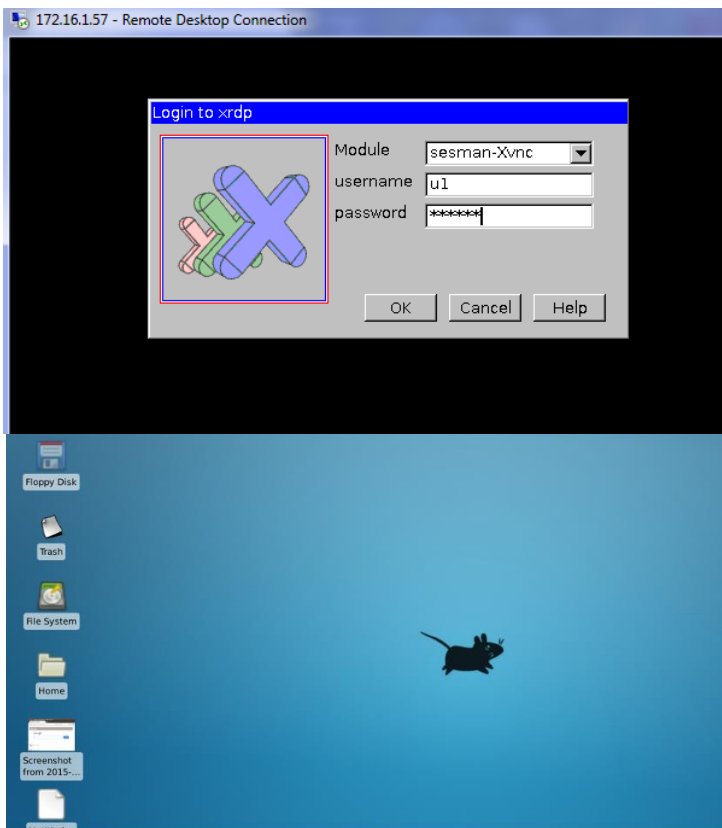 172.16.1.57 - Remote Desktop Connection
Login to xrdp
Module sesman-Xvnc
username u1
password ******
OK Cancel Help
Floppy Disk
Trash
File System
Home
Screenshot
from 2015-...